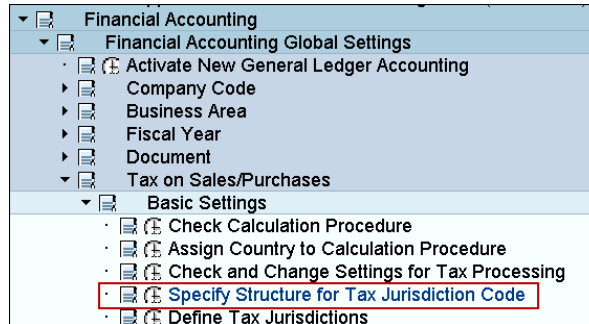 Financial Accounting
Financial Accounting Global Settings
Activate New General Ledger Accounting
Company Code
Business Area
Fiscal Year
Document
Tax on Sales/Purchases
Basic Settings
Check Calculation Procedure
Assign Country to Calculation Procedure
Check and Change Settings for Tax Processing
Specify Structure for Tax Jurisdiction Code
Define Tax Jurisdictions